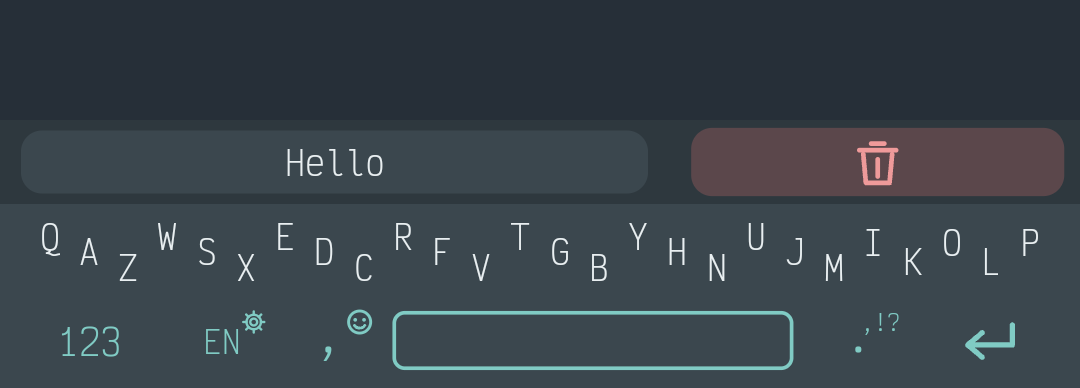 Hello
Q A Z W S X E D C R F V T G B Y H N U J M I K O L P
123 EN , . ,!?